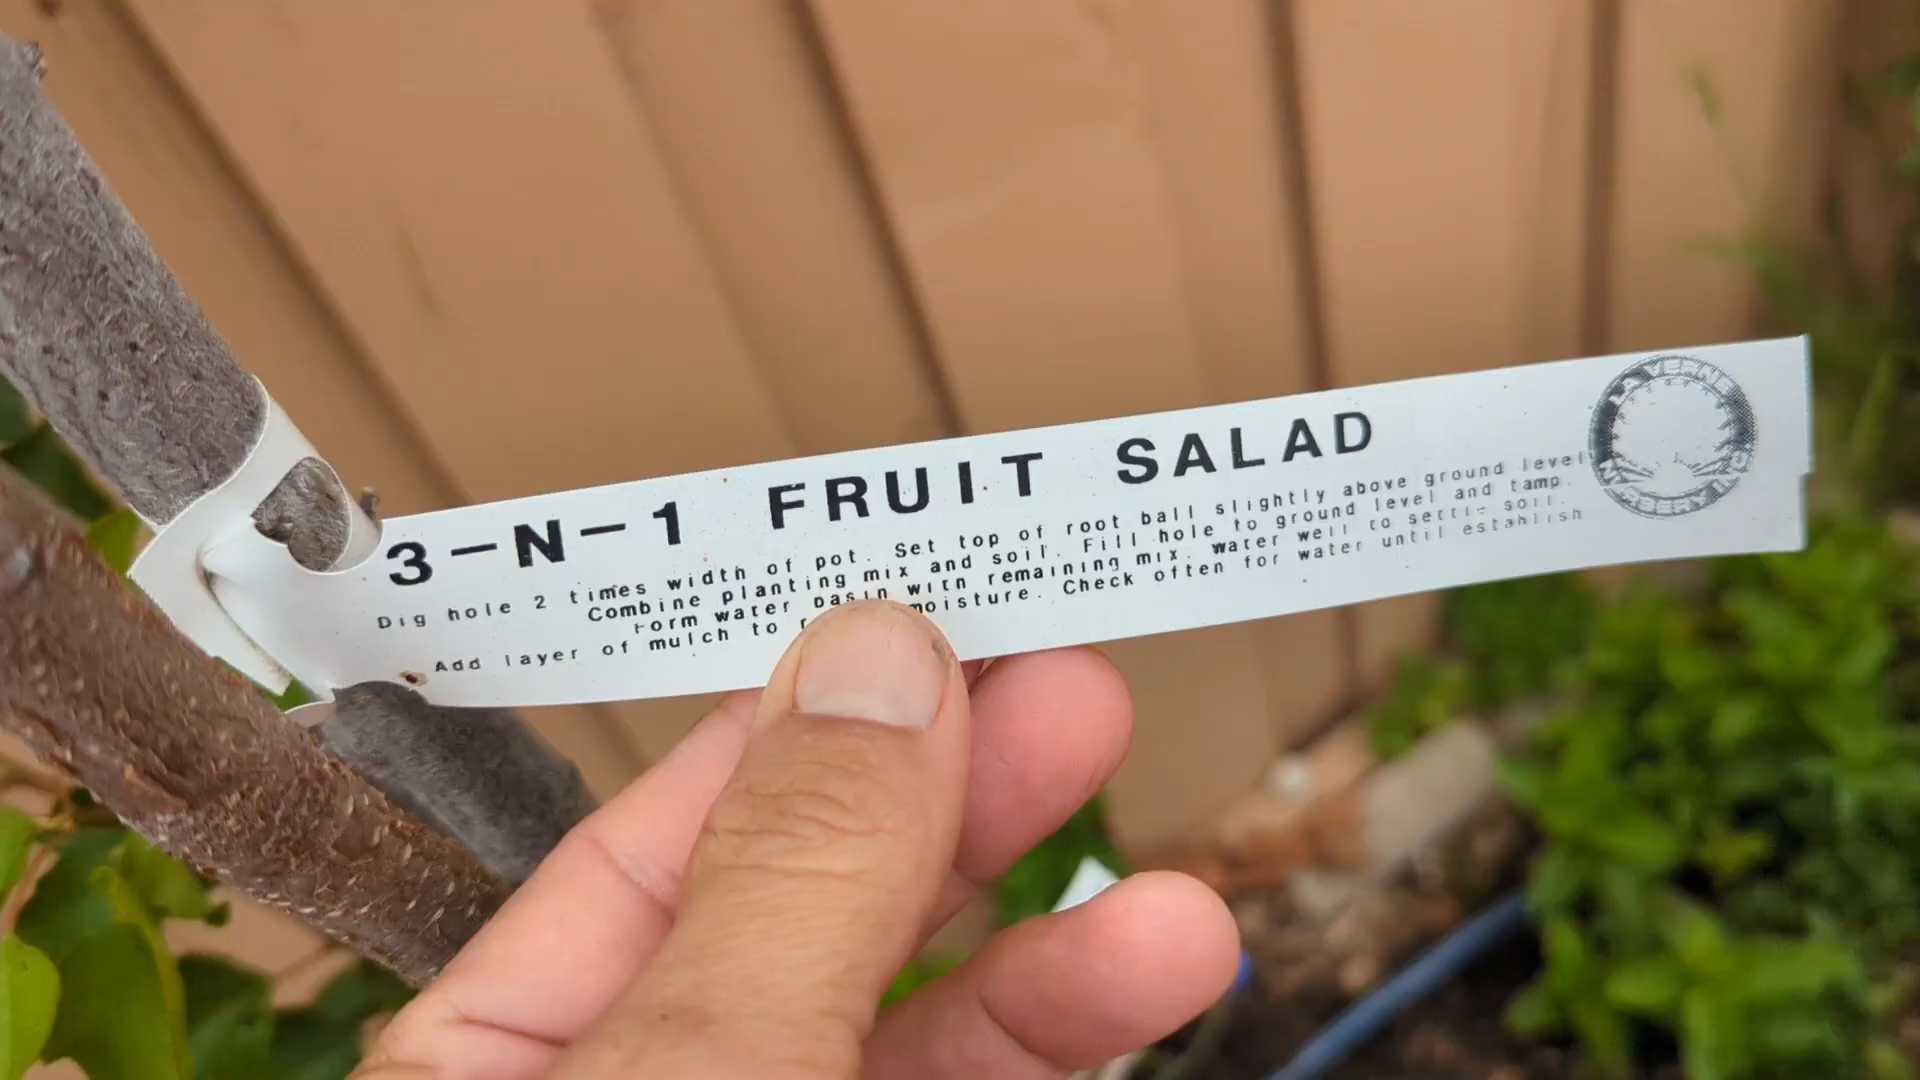 3-N-1 FRUIT SALAD
Dig hole 2 times width of pot. Set top of root ball slightly above ground level
Combine planting mix and soil. Fill hole to ground level and tamp.
Form water basin with remaining mix. water well to settle soil.
Add layer of mulch to moisture. Check often for water until establish
LA VERNE
NURSERY